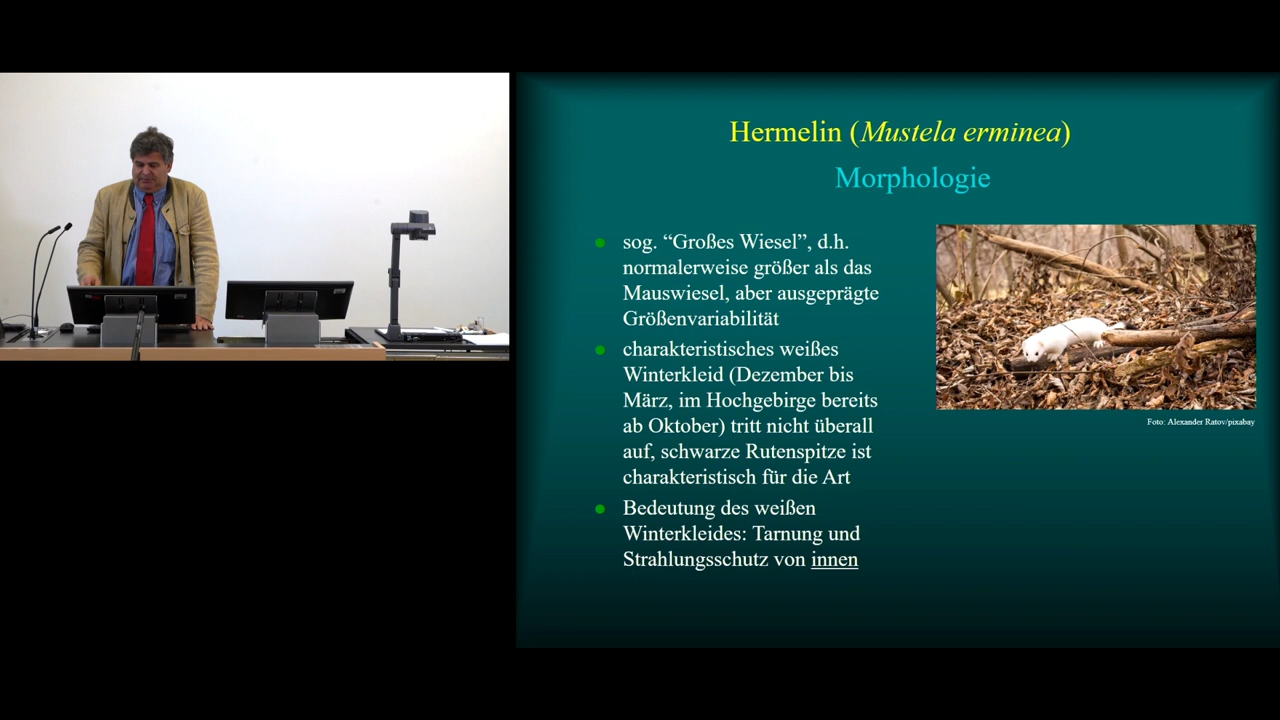 Hermelin (Mustela erminea)
Morphologie
sog. “Großes Wiesel”, d.h.
normalerweise größer als das
Mauswiesel, aber ausgeprägte
Größenvariabilität
charakteristisches weißes
Winterkleid (Dezember bis
März, im Hochgebirge bereits
ab Oktober) tritt nicht überall
auf, schwarze Rutenspitze ist
charakteristisch für die Art
Bedeutung des weißen
Winterkleides: Tarnung und
Strahlungsschutz von innen
Foto: Alexander Ratov/pixabay